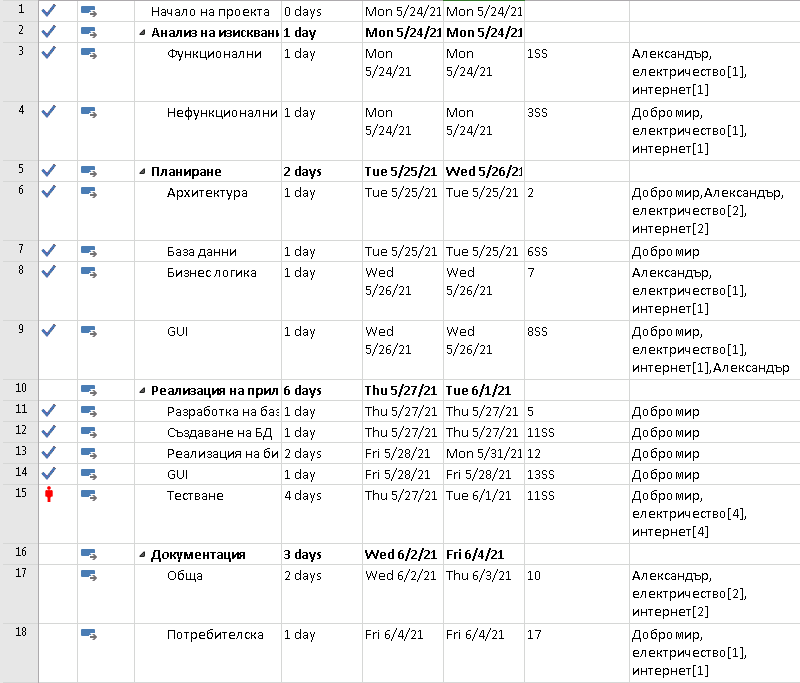 1 Начало на проекта 0 days Mon 5/24/21 Mon 5/24/21
2 Анализ на изискван 1 day Mon 5/24/21 Mon 5/24/21
3 Функционални 1 day Mon 5/24/21 Mon 5/24/21 1SS Александър, електричество[1], интернет[1]
4 Нефункционални 1 day Mon 5/24/21 Mon 5/24/21 3SS Добромир, електричество[1], интернет[1]
5 Планиране 2 days Tue 5/25/21 Wed 5/26/21
6 Архитектура 1 day Tue 5/25/21 Tue 5/25/21 2 Добромир,Александър, електричество[2], интернет[2]
7 База данни 1 day Tue 5/25/21 Tue 5/25/21 6SS Добромир
8 Бизнес логика 1 day Wed 5/26/21 Wed 5/26/21 7 Александър, електричество[1], интернет[1]
9 GUI 1 day Wed 5/26/21 Wed 5/26/21 8SS Добромир, електричество[1], интернет[1],Александър
10 Реализация на прил 6 days Thu 5/27/21 Tue 6/1/21
11 Разработка на баз 1 day Thu 5/27/21 Thu 5/27/21 5 Добромир
12 Създаване на БД 1 day Thu 5/27/21 Thu 5/27/21 11SS Добромир
13 Реализация на би 2 days Fri 5/28/21 Mon 5/31/21 12 Добромир
14 GUI 1 day Fri 5/28/21 Fri 5/28/21 13SS Добромир
15 Тестване 4 days Thu 5/27/21 Tue 6/1/21 11SS Добромир, електричество[4], интернет[4]
16 Документация 3 days Wed 6/2/21 Fri 6/4/21
17 Обща 2 days Wed 6/2/21 Thu 6/3/21 10 Александър, електричество[2], интернет[2]
18 Потребителска 1 day Fri 6/4/21 Fri 6/4/21 17 Добромир, електричество[1], интернет[1]